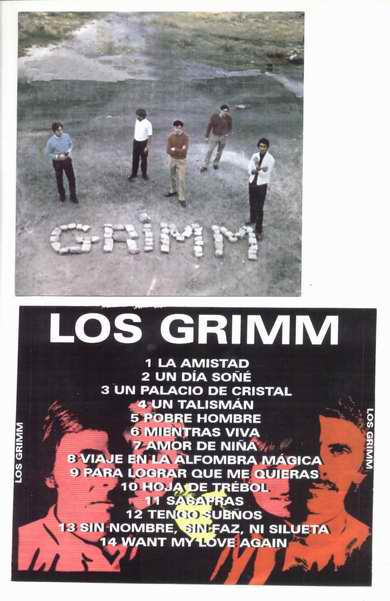 GRiMM
LOS GRIMM
1 LA AMISTAD
2 UN DÍA SOÑÉ
3 UN PALACIO DE CRISTAL
4 UN TALISMÁN
5 POBRE HOMBRE
6 MIENTRAS VIVA
7 AMOR DE NIÑA
8 VIAJE EN LA ALFOMBRA MÁGICA
9 PARA LOGRAR QUE ME QUIERAS
10 HOJA DE TRÉBOL
11 SASAFRAS
12 TENGO SUEÑOS
13 SIN NOMBRE, SIN FAZ, NI SILUETA
14 WANT MY LOVE AGAIN
LOS GRIMM
LOS GRIMM